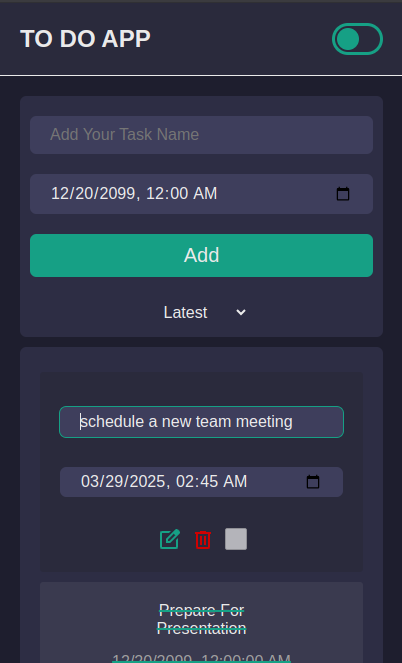 TO DO APP
Add Your Task Name
12/20/2099, 12:00 AM
Add
Latest
schedule a new team meeting
03/29/2025, 02:45 AM
Prepare For
Presentation
12/20/2099, 12:00:00 AM